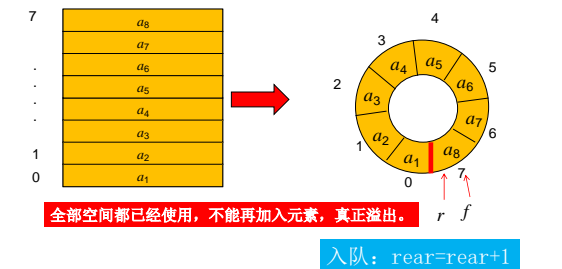 7
a8
a7
a6
a5
a4
a3
1
a2
0
a1
4
3
5
2
6
1
0
7
a1
a2
a3
a4
a5
a6
a7
a8
r f
全部空间都已经使用，不能再加入元素，真正溢出。
入队：rear=rear+1